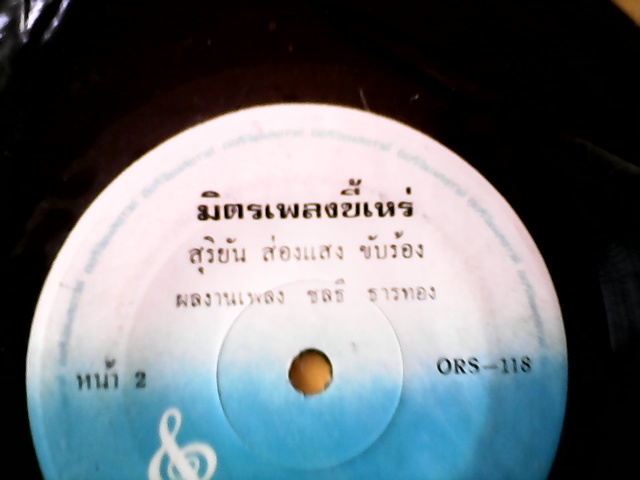 มิตรเพลงขี้เหร่
สุริยัน ส่องแสง ขับร้อง
ผลงานเพลง ชลธี ธารทอง
หน้า 2
ORS-118